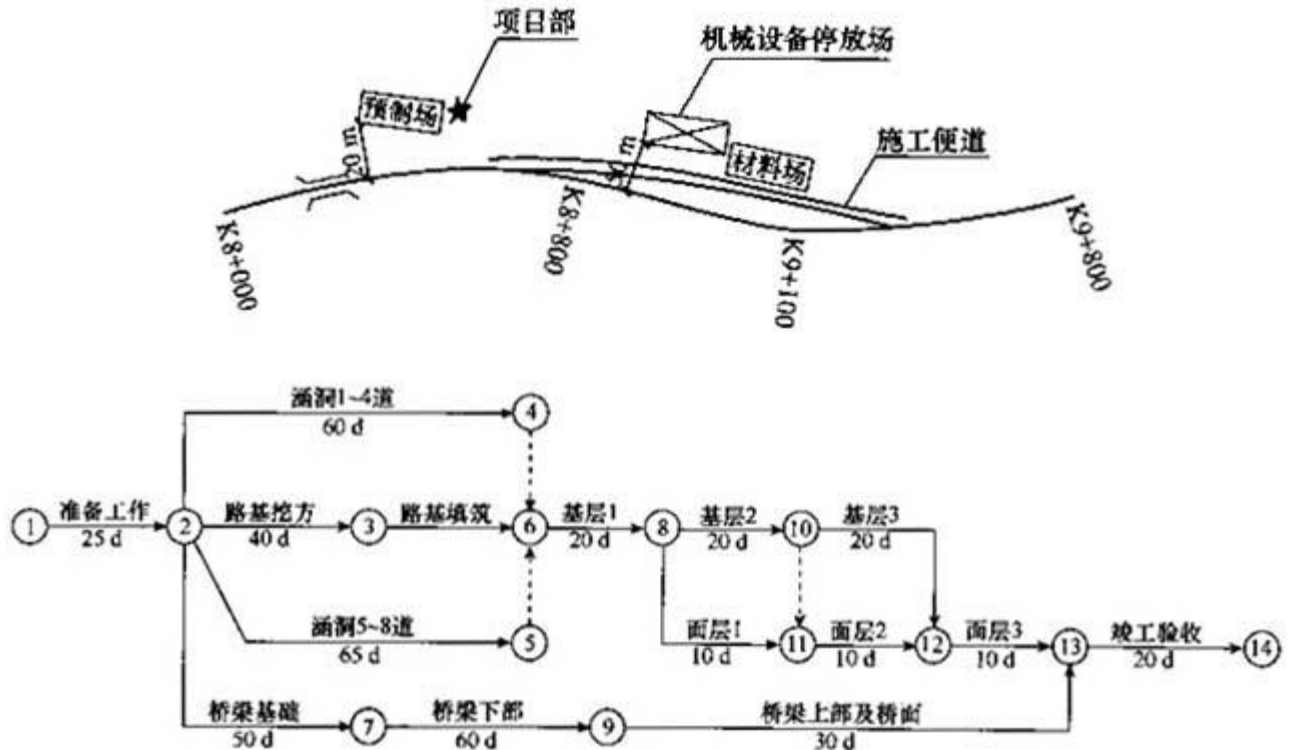 项目部
机械设备停放场
预制场
施工便道
20 m
m
材料场
K8+000
K8+800
K9+100
K9+800
涵洞1~4道
60 d
④
准备工作
路基挖方
路基填筑
基层1
基层2
基层3
①
②
③
⑥
⑧
⑩
25 d
40 d
20 d
20 d
20 d
涵洞5~8道
65 d
⑤
面层1
面层2
面层3
竣工验收
⑪
⑫
⑬
⑭
10 d
10 d
10 d
20 d
桥梁基础
桥梁下部
桥梁上部及桥面
⑦
⑨
50 d
60 d
30 d